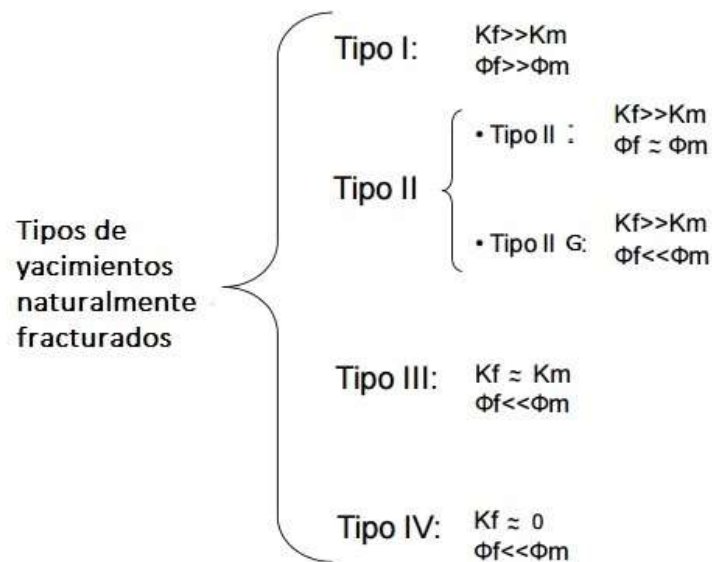 Tipos de
yacimientos
naturalmente
fracturados
Tipo I:
Kf>>Km
Φf>>Φm
Tipo II
• Tipo II :
Kf>>Km
Φf ≈ Φm
• Tipo II G:
Kf>>Km
Φf<<Φm
Tipo III:
Kf ≈ Km
Φf<<Φm
Tipo IV:
Kf ≈ 0
Φf<<Φm